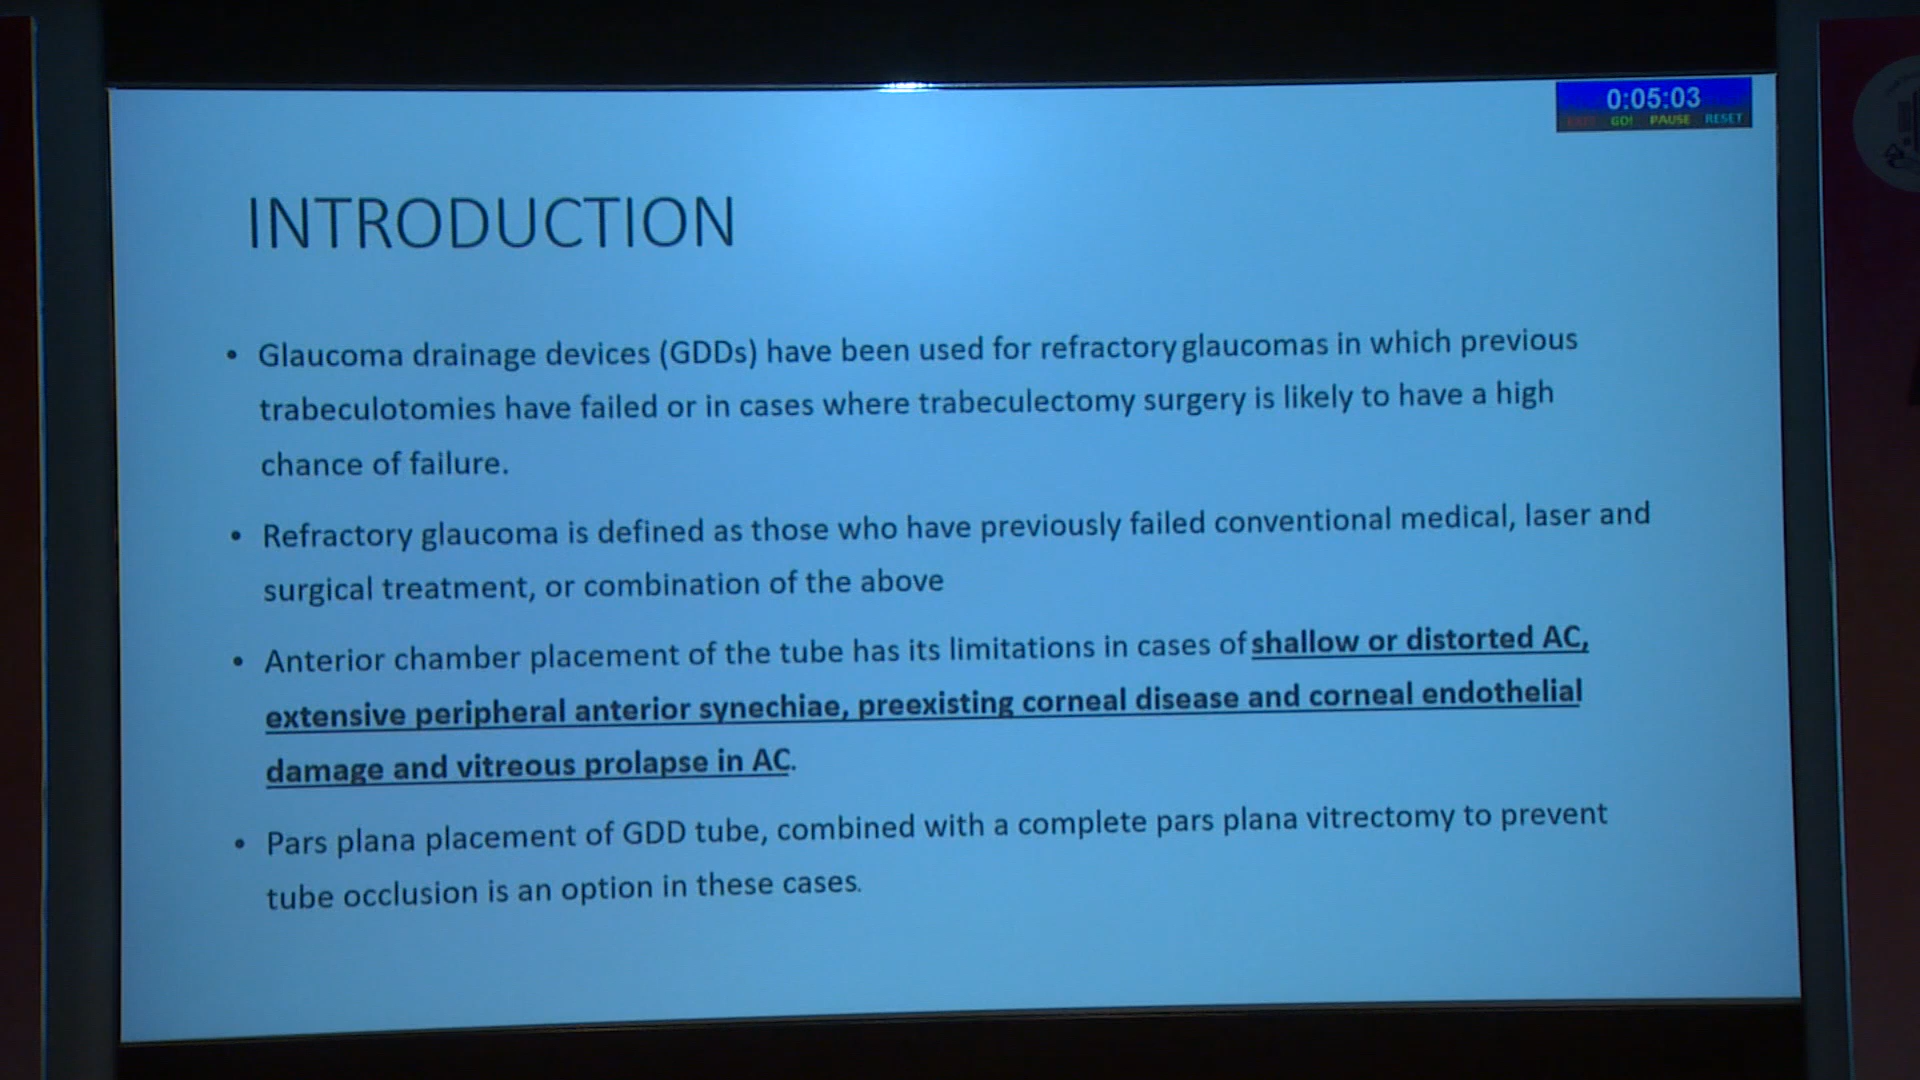 0:05:03
GO! PAUSE RESET
INTRODUCTION
• Glaucoma drainage devices (GDDs) have been used for refractory glaucomas in which previous
trabeculotomies have failed or in cases where trabeculectomy surgery is likely to have a high
chance of failure.
• Refractory glaucoma is defined as those who have previously failed conventional medical, laser and
surgical treatment, or combination of the above
• Anterior chamber placement of the tube has its limitations in cases of shallow or distorted AC,
extensive peripheral anterior synechiae, preexisting corneal disease and corneal endothelial
damage and vitreous prolapse in AC.
• Pars plana placement of GDD tube, combined with a complete pars plana vitrectomy to prevent
tube occlusion is an option in these cases.